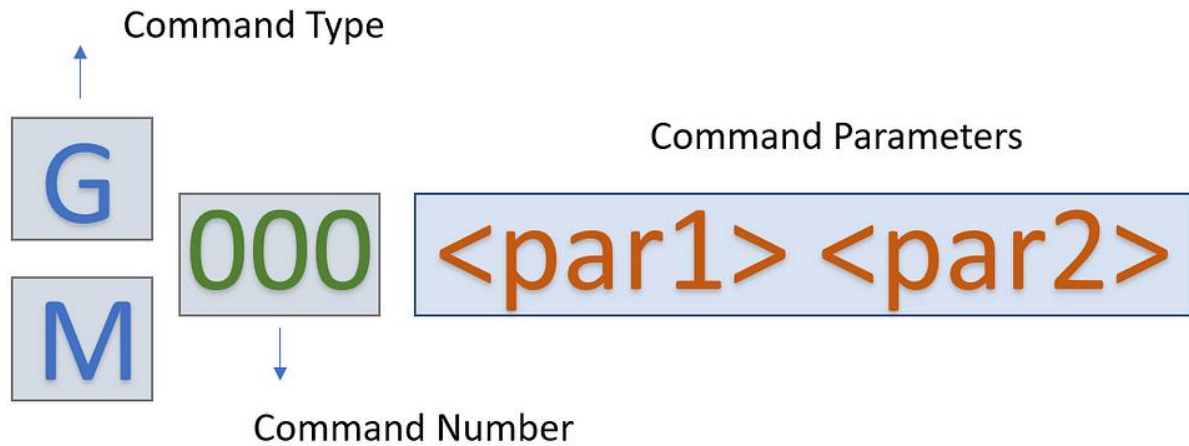 Command Type
G
Command Parameters
000 <par1> <par2>
M
Command Number